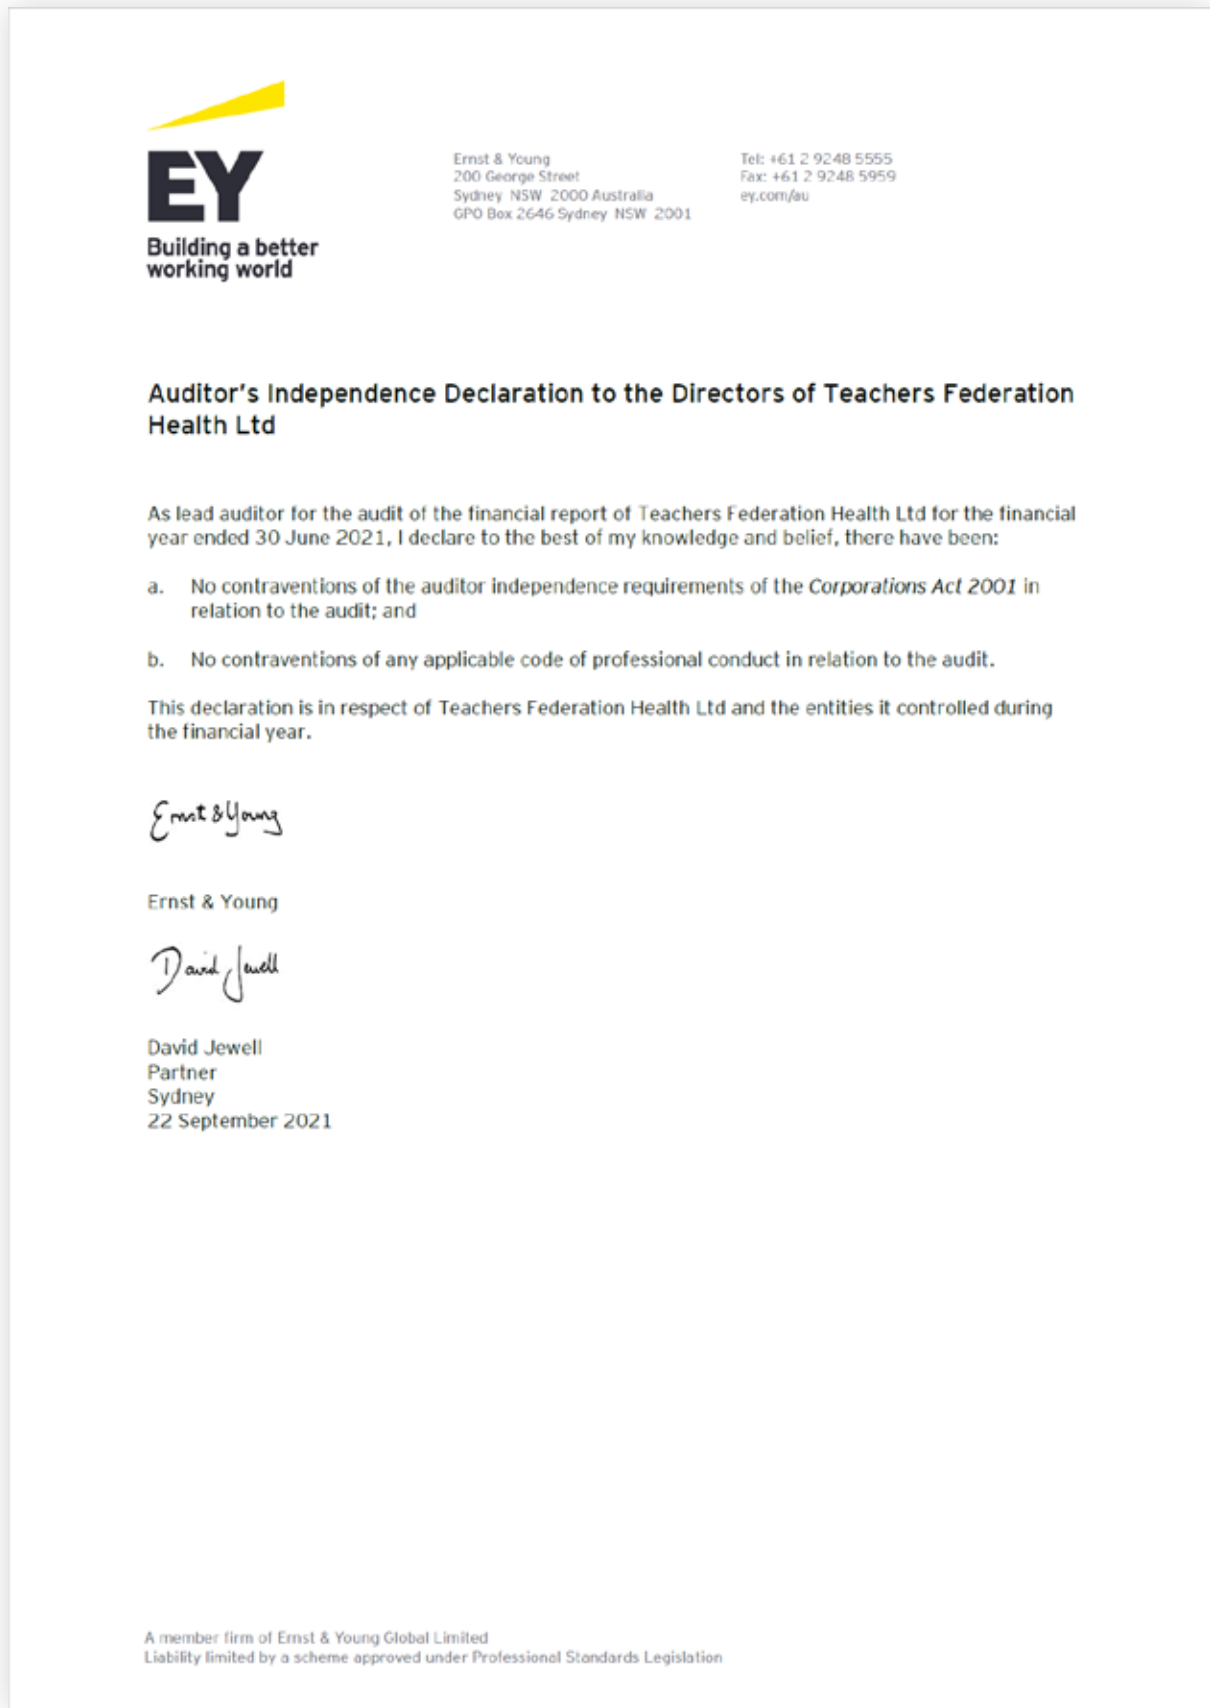 EY
Building a better
working world
Ernst & Young
200 George Street
Sydney NSW 2000 Australia
GPO Box 2646 Sydney NSW 2001
Tel: +61 2 9248 5555
Fax: +61 2 9248 5959
ey.com/au
Auditor's Independence Declaration to the Directors of Teachers Federation
Health Ltd
As lead auditor for the audit of the financial report of Teachers Federation Health Ltd for the financial
year ended 30 June 2021, I declare to the best of my knowledge and belief, there have been:
a. No contraventions of the auditor independence requirements of the Corporations Act 2001 in
relation to the audit; and
b. No contraventions of any applicable code of professional conduct in relation to the audit.
This declaration is in respect of Teachers Federation Health Ltd and the entities it controlled during
the financial year.
Ernst & Young
Ernst & Young
David Jewell
David Jewell
Partner
Sydney
22 September 2021
A member firm of Ernst & Young Global Limited
Liability limited by a scheme approved under Professional Standards Legislation